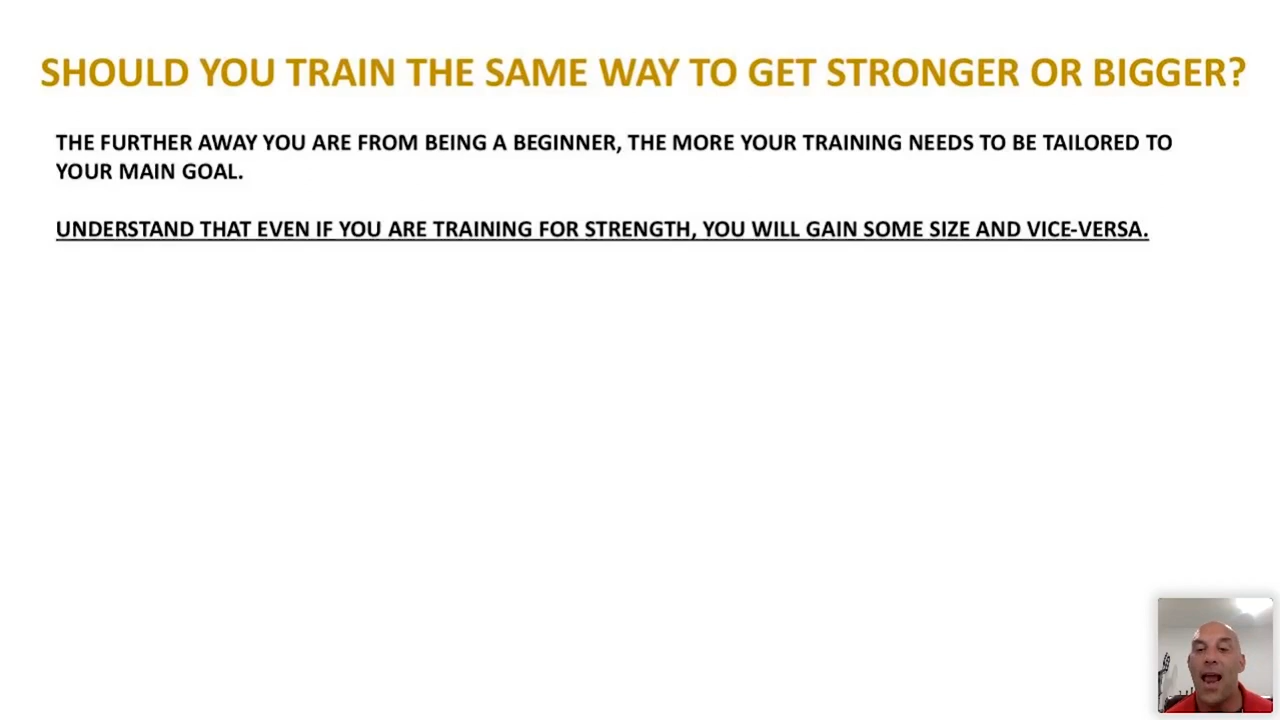 SHOULD YOU TRAIN THE SAME WAY TO GET STRONGER OR BIGGER?
THE FURTHER AWAY YOU ARE FROM BEING A BEGINNER, THE MORE YOUR TRAINING NEEDS TO BE TAILORED TO
YOUR MAIN GOAL.
UNDERSTAND THAT EVEN IF YOU ARE TRAINING FOR STRENGTH, YOU WILL GAIN SOME SIZE AND VICE-VERSA.